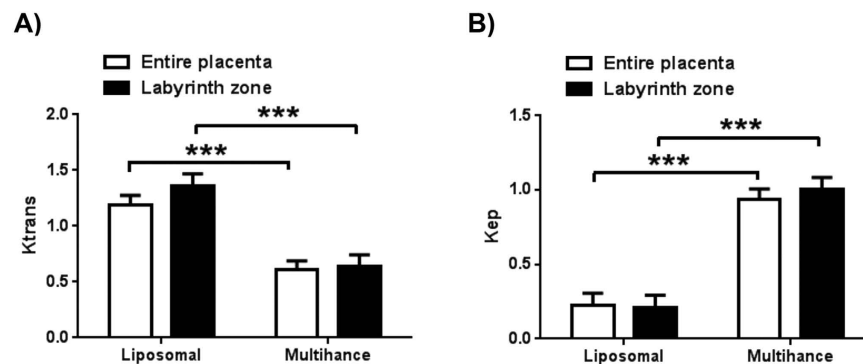 A)
Entire placenta
Labyrinth zone
2.0
1.5
1.0
0.5
0.0
Ktrans
***
***
Liposomal
Multihance
B)
Entire placenta
Labyrinth zone
1.5
1.0
0.5
0.0
Kep
***
***
Liposomal
Multihance